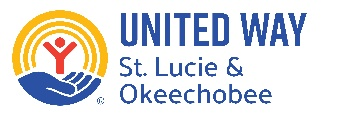 UNITED WAY
St. Lucie &
Okeechobee
®